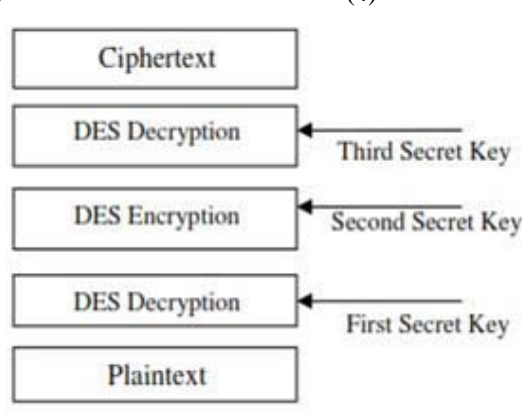 Ciphertext
DES Decryption
Third Secret Key
DES Encryption
Second Secret Key
DES Decryption
First Secret Key
Plaintext